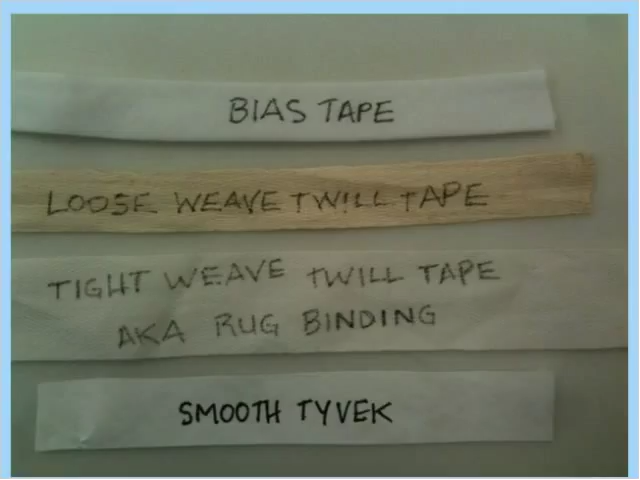 BIAS TAPE
LOOSE WEAVE TWILL TAPE
TIGHT WEAVE TWILL TAPE
AKA RUG BINDING
SMOOTH TYVEK